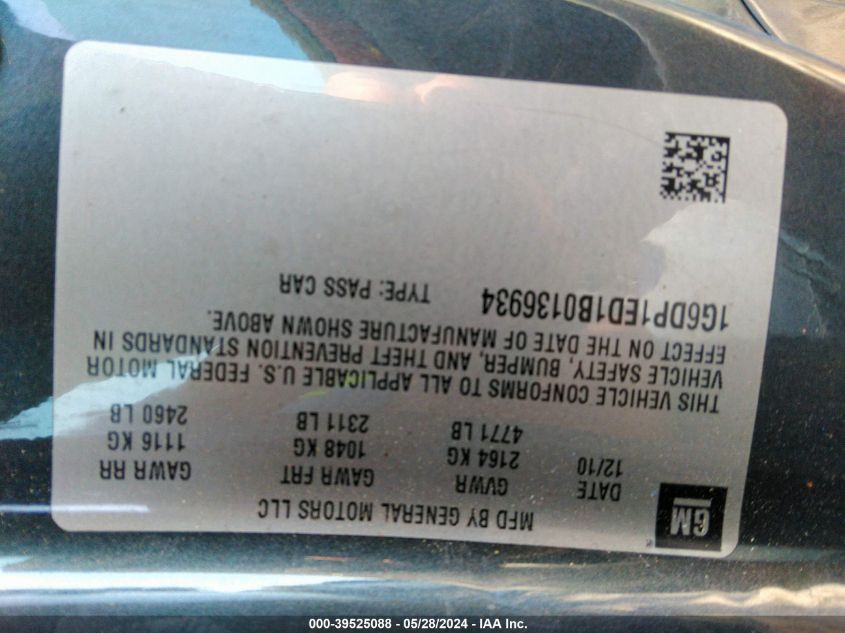 MFD BY GENERAL MOTORS LLC
GM
DATE GVWR GAWR FRT GAWR RR
12/10 2164 KG 1048 KG 1116 KG
4771 LB 2311 LB 2460 LB
THIS VEHICLE CONFORMS TO ALL APPLICABLE U.S. FEDERAL MOTOR
VEHICLE SAFETY, BUMPER, AND THEFT PREVENTION STANDARDS IN
EFFECT ON THE DATE OF MANUFACTURE SHOWN ABOVE.
1G6DP1ED1B0136934 TYPE: PASS CAR
000-39525088 - 05/28/2024 - IAA Inc.